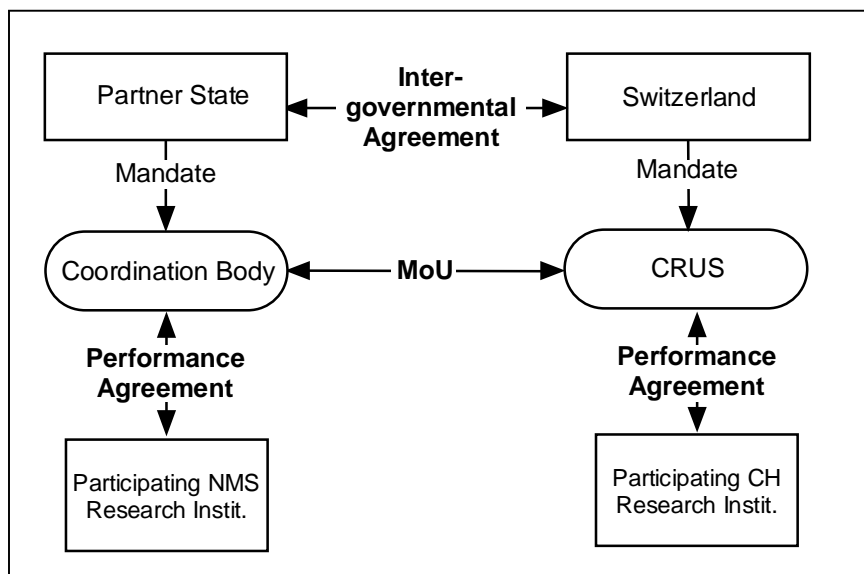 Partner State
Inter-
governmental
Agreement
Switzerland
Mandate
Mandate
Coordination Body
MoU
CRUS
Performance
Agreement
Performance
Agreement
Participating NMS
Research Instit.
Participating CH
Research Instit.